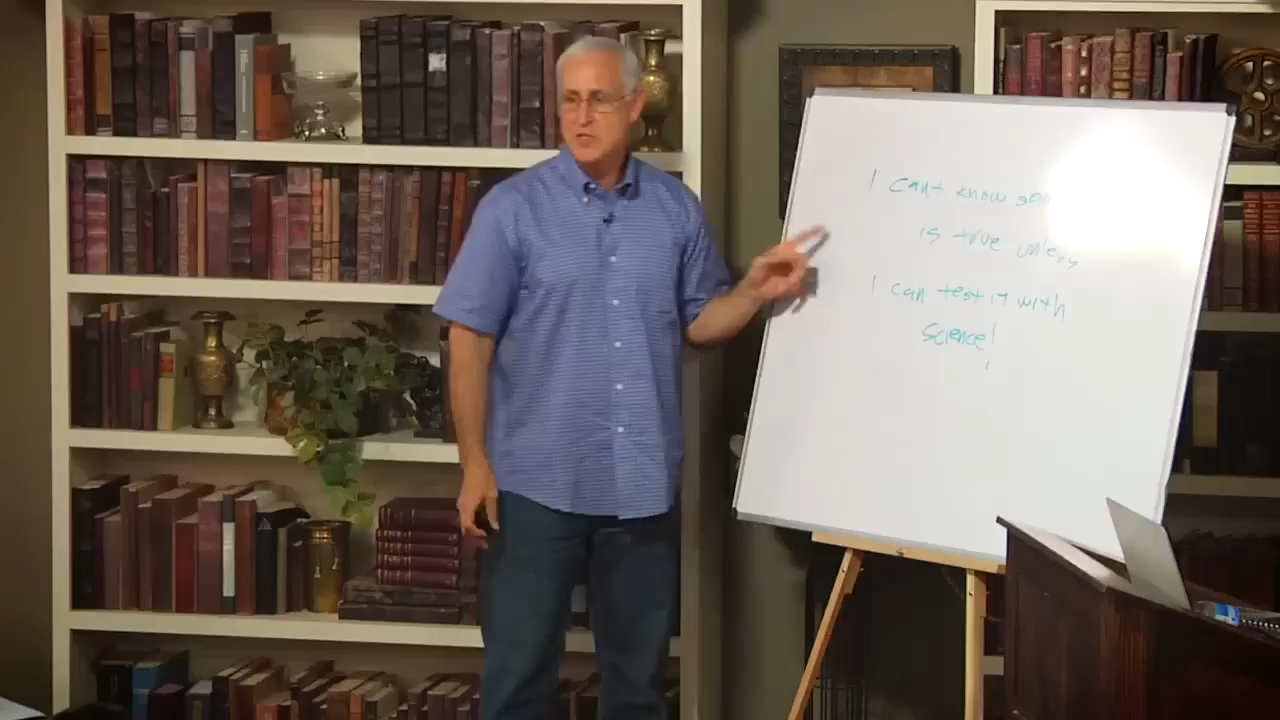 I can't know
is true unless
I can test it with
science!